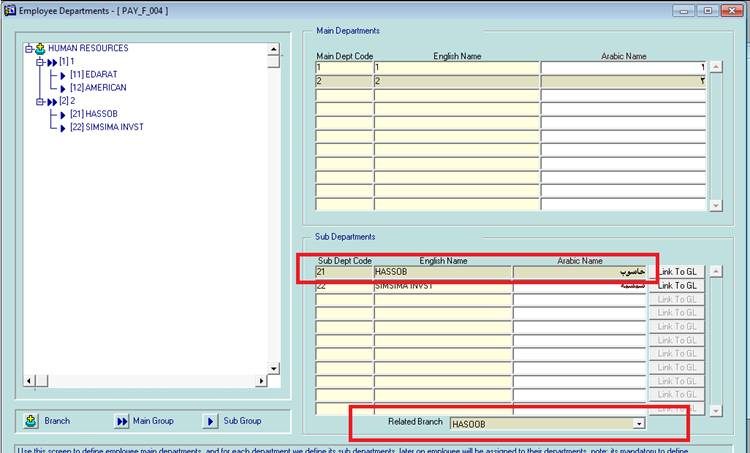 Employee Departments - [ PAY_F_004 ]
HUMAN RESOURCES
[1] 1
[11] EDARAT
[12] AMERICAN
[2] 2
[21] HASSOB
[22] SIMSIMA INVST
Branch
Main Group
Sub Group
Main Departments
Main Dept Code English Name Arabic Name
1 1 ١
2 2 ٢
Sub Departments
Sub Dept Code English Name Arabic Name
21 HASSOB حاسوب Link To GL
22 SIMSIMA INVST Link To GL
Link To GL
Link To GL
Link To GL
Link To GL
Link To GL
Link To GL
Link To GL
Link To GL
Related Branch HASOOB
Use this screen to define employee main departments, and for each department we define its sub departments, later on employee will be assigned to their departments, note: its mandatory to define